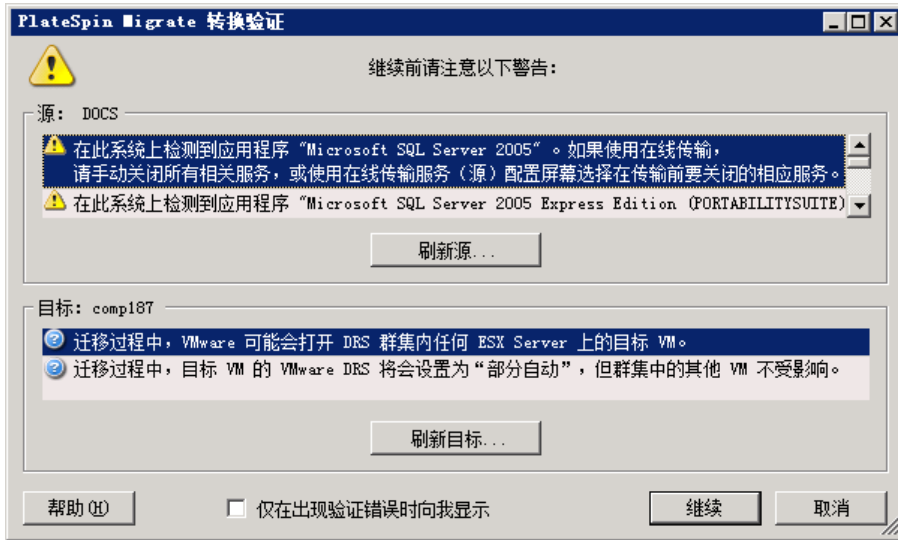 PlateSpin Migrate 转换验证
继续前请注意以下警告:
源: DOCS
在此系统上检测到应用程序 "Microsoft SQL Server 2005" 。如果使用在线传输,
请手动关闭所有相关服务,或使用在线传输服务(源)配置屏幕选择在传输前要关闭的相应服务。
在此系统上检测到应用程序 "Microsoft SQL Server 2005 Express Edition (PORTABILITYSUITE)
刷新源...
目标: comp187
迁移过程中,VMware 可能会打开 DRS 群集内任何 ESX Server 上的目标 VM。
迁移过程中,目标 VM 的 VMware DRS 将会设置为“部分自动”,但群集中的其他 VM 不受影响。
刷新目标...
帮助(H)
仅在出现验证错误时向我显示
继续
取消